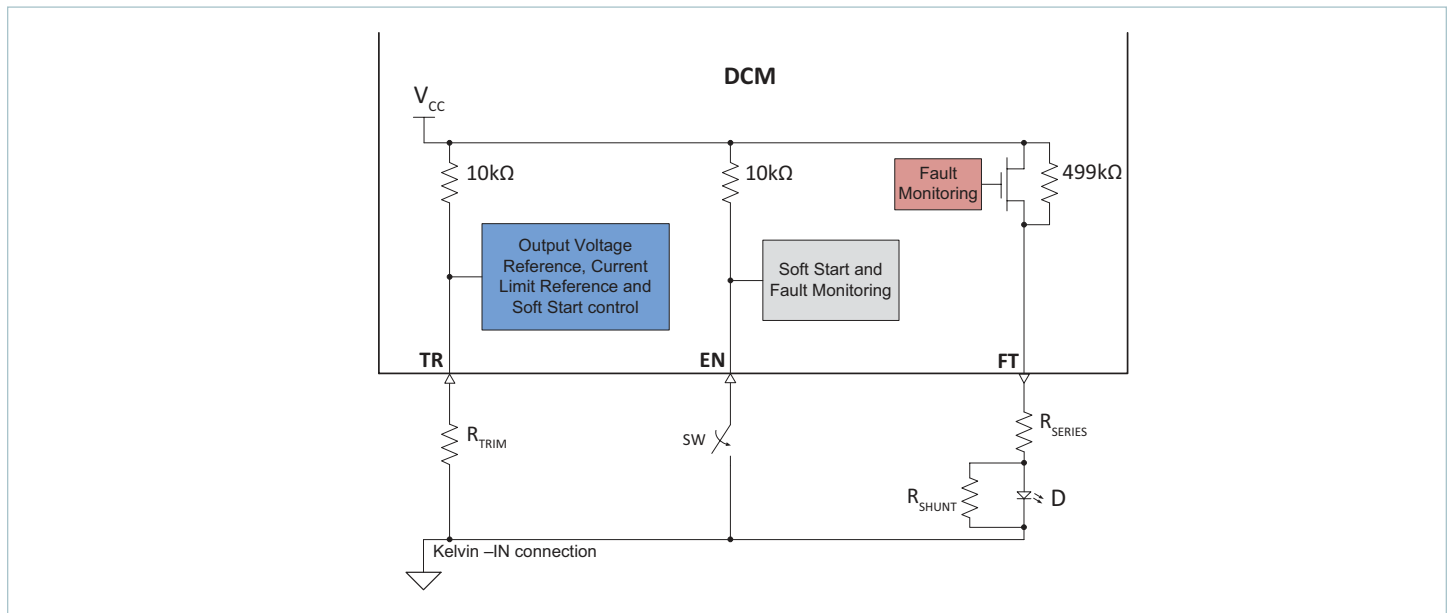 DCM
VCC
10kΩ
10kΩ
499kΩ
Fault
Monitoring
Output Voltage
Reference, Current
Limit Reference and
Soft Start control
Soft Start and
Fault Monitoring
TR
EN
FT
RTRIM
SW
RSERIES
RSHUNT
D
Kelvin –IN connection